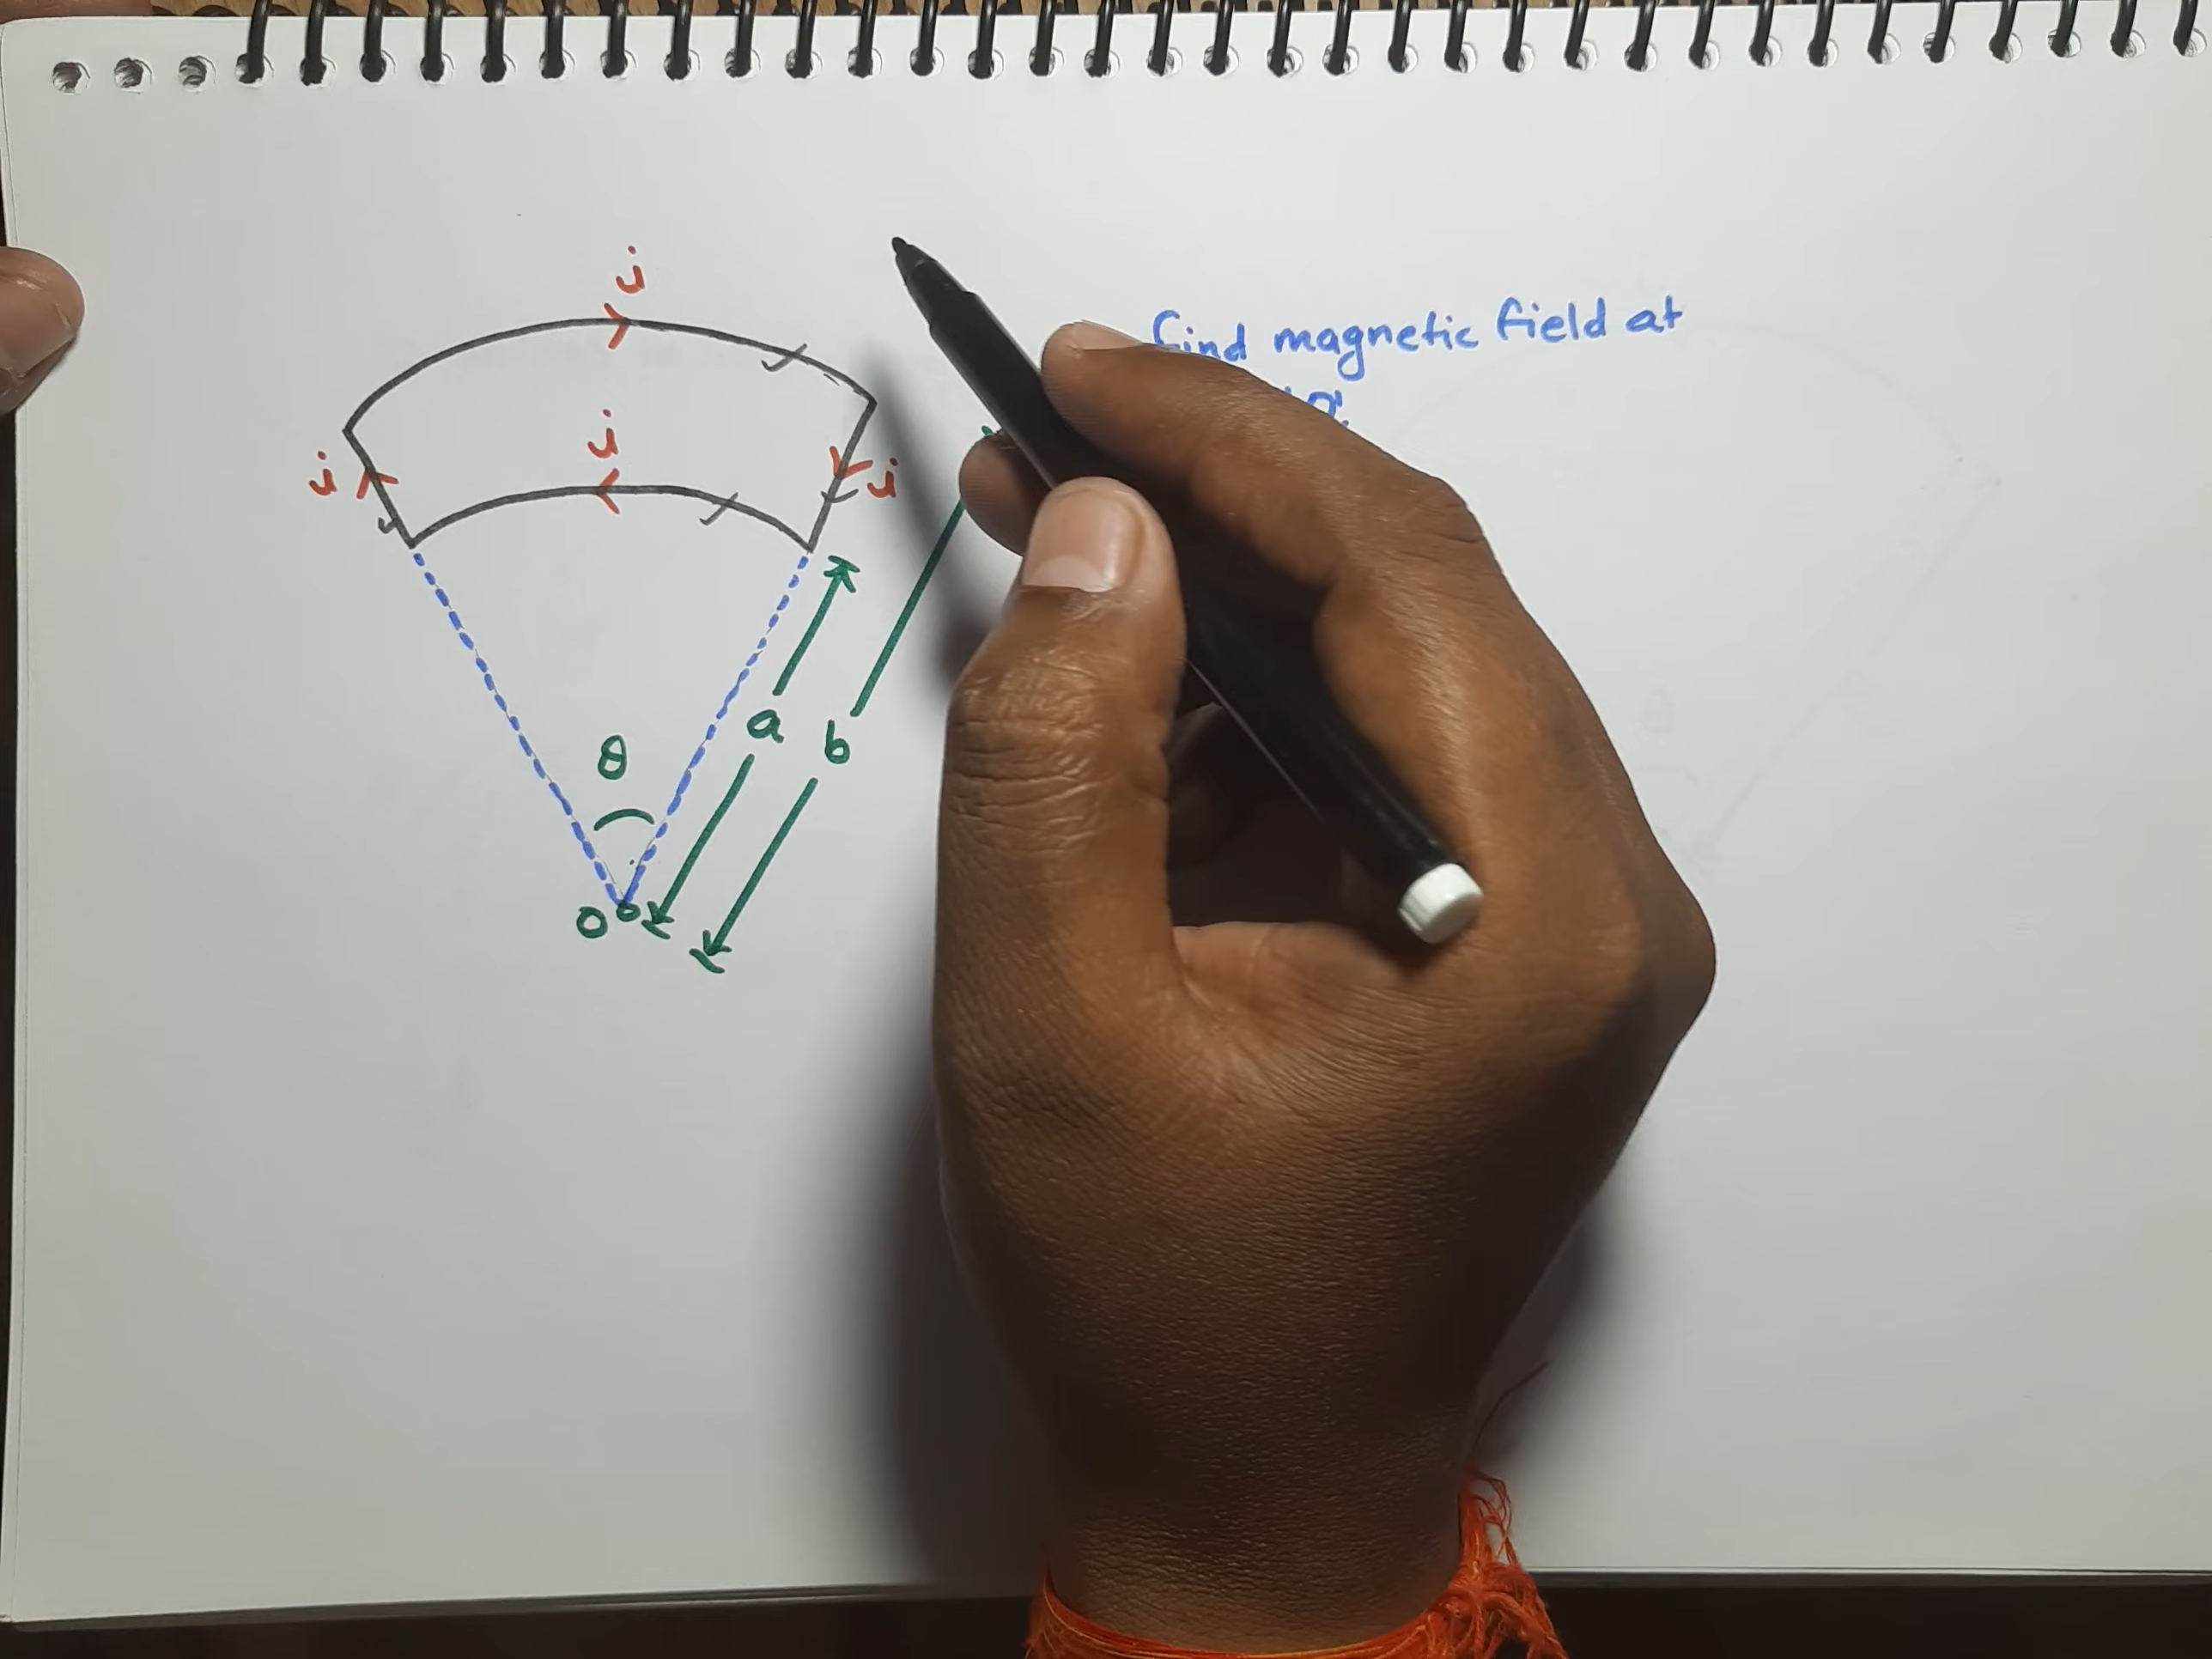 i
Find magnetic field at
i
i
i
a
b
θ
O